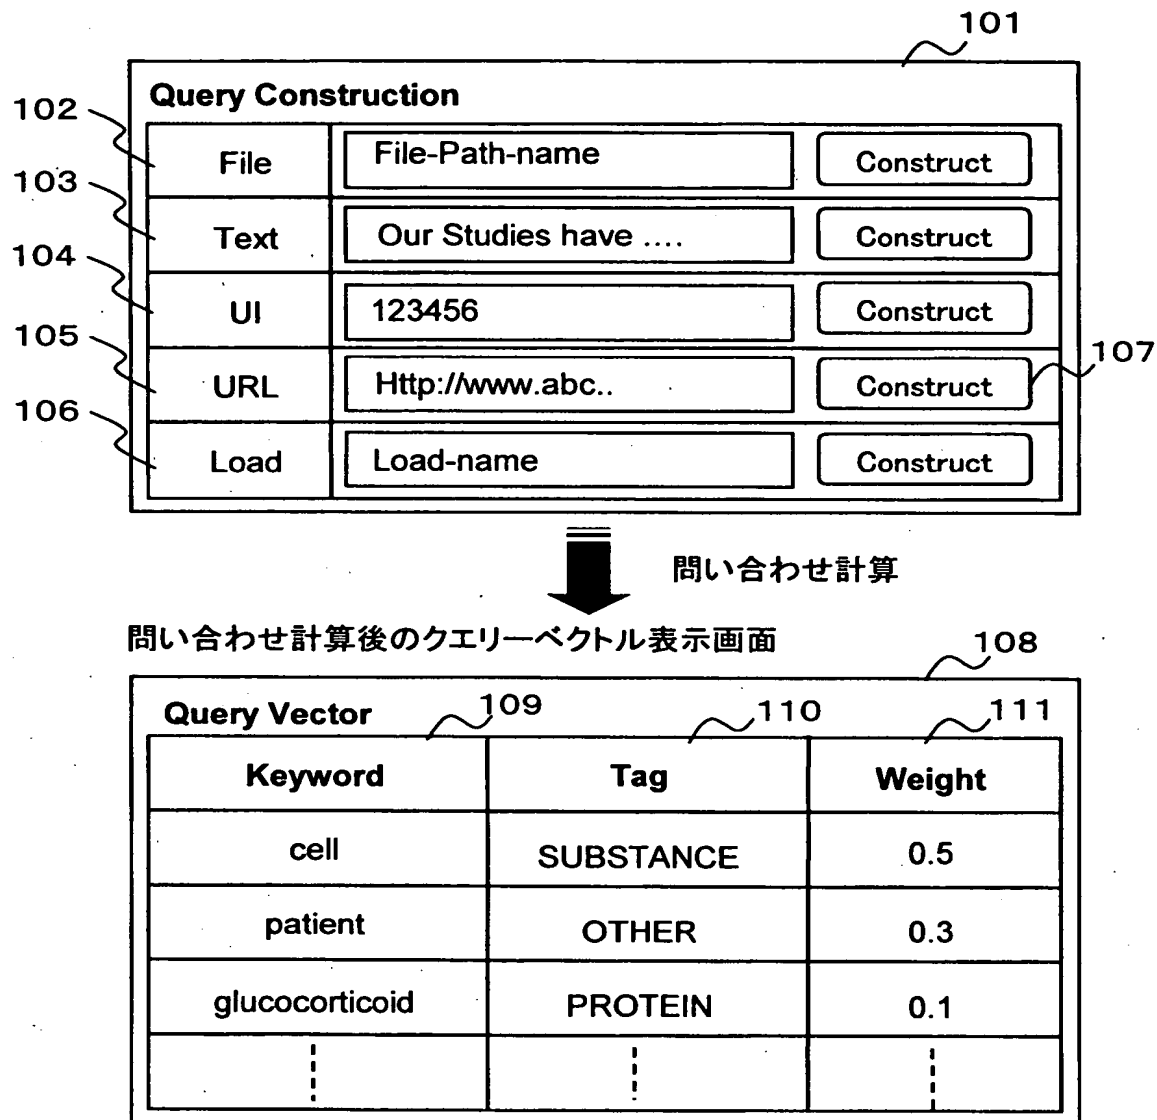 101
Query Construction
102
File File-Path-name Construct
103
Text Our Studies have .... Construct
104
UI 123456 Construct
105
107
URL Http://www.abc.. Construct
106
Load Load-name Construct
問い合わせ計算
問い合わせ計算後のクエリーベクトル表示画面
108
Query Vector 109 110 111
Keyword Tag Weight
cell SUBSTANCE 0.5
patient OTHER 0.3
glucocorticoid PROTEIN 0.1